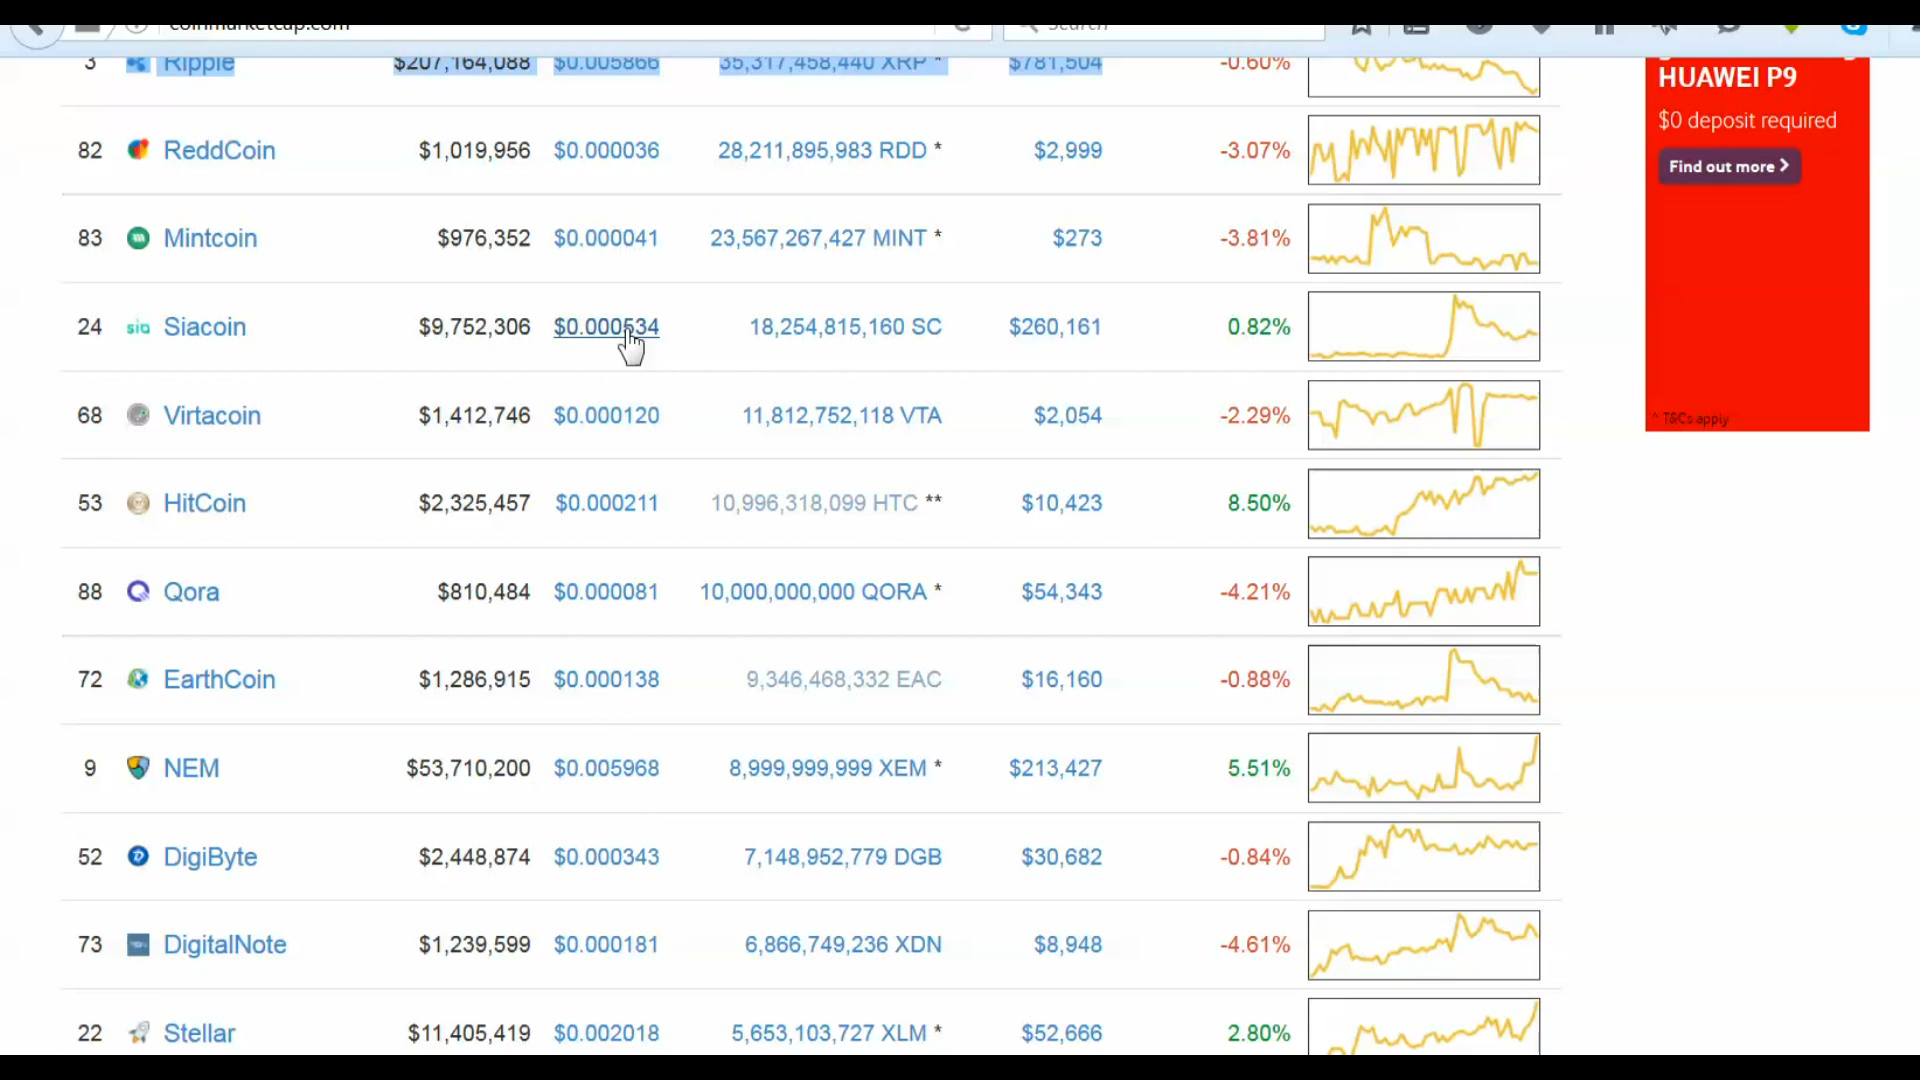 coinmarketcap.com Search
3 Ripple $207,164,088 $0.005866 35,317,458,440 XRP * $781,504 -0.60%
82 ReddCoin $1,019,956 $0.000036 28,211,895,983 RDD * $2,999 -3.07%
83 Mintcoin $976,352 $0.000041 23,567,267,427 MINT * $273 -3.81%
24 sia Siacoin $9,752,306 $0.000534 18,254,815,160 SC $260,161 0.82%
68 Virtacoin $1,412,746 $0.000120 11,812,752,118 VTA $2,054 -2.29%
53 HitCoin $2,325,457 $0.000211 10,996,318,099 HTC ** $10,423 8.50%
88 Qora $810,484 $0.000081 10,000,000,000 QORA * $54,343 -4.21%
72 EarthCoin $1,286,915 $0.000138 9,346,468,332 EAC $16,160 -0.88%
9 NEM $53,710,200 $0.005968 8,999,999,999 XEM * $213,427 5.51%
52 DigiByte $2,448,874 $0.000343 7,148,952,779 DGB $30,682 -0.84%
73 DigitalNote $1,239,599 $0.000181 6,866,749,236 XDN $8,948 -4.61%
22 Stellar $11,405,419 $0.002018 5,653,103,727 XLM * $52,666 2.80%
HUAWEI P9
$0 deposit required
Find out more
^ T&Cs apply